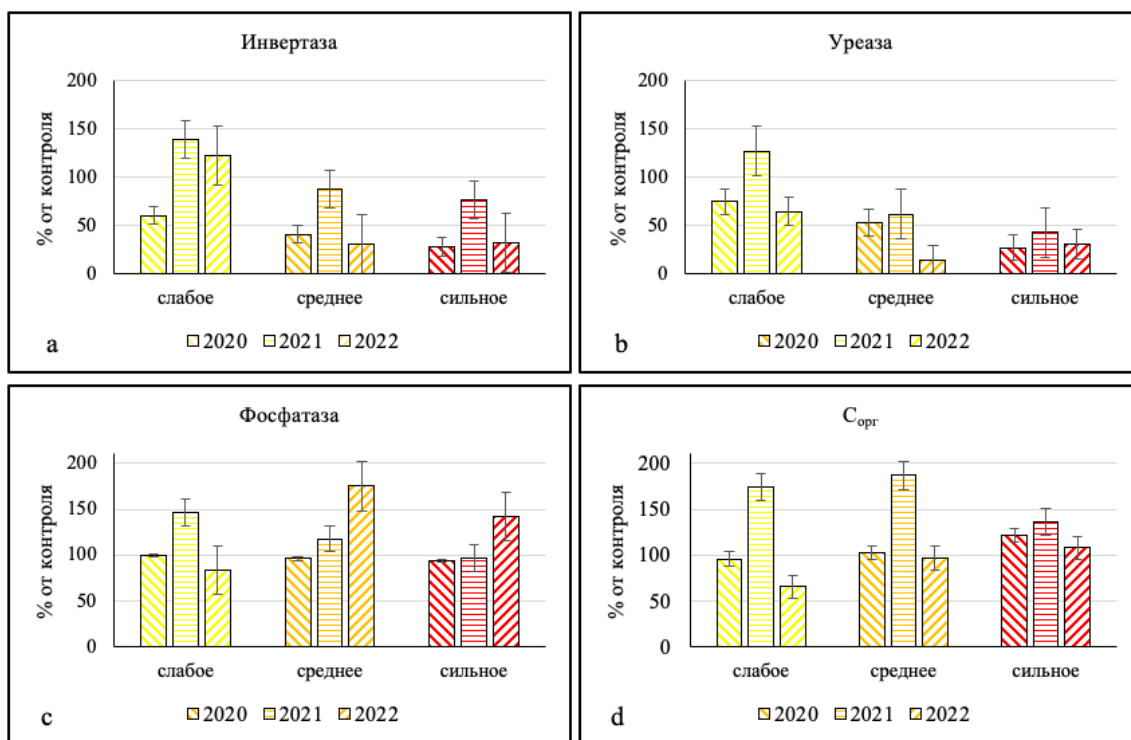 Инвертаза
% от контроля
200
150
100
50
0
слабое среднее сильное
2020 2021 2022
a
Уреаза
% от контроля
200
150
100
50
0
слабое среднее сильное
2020 2021 2022
b
Фосфатаза
% от контроля
200
150
100
50
0
слабое среднее сильное
2020 2021 2022
c
Cорг
% от контроля
200
150
100
50
0
слабое среднее сильное
2020 2021 2022
d